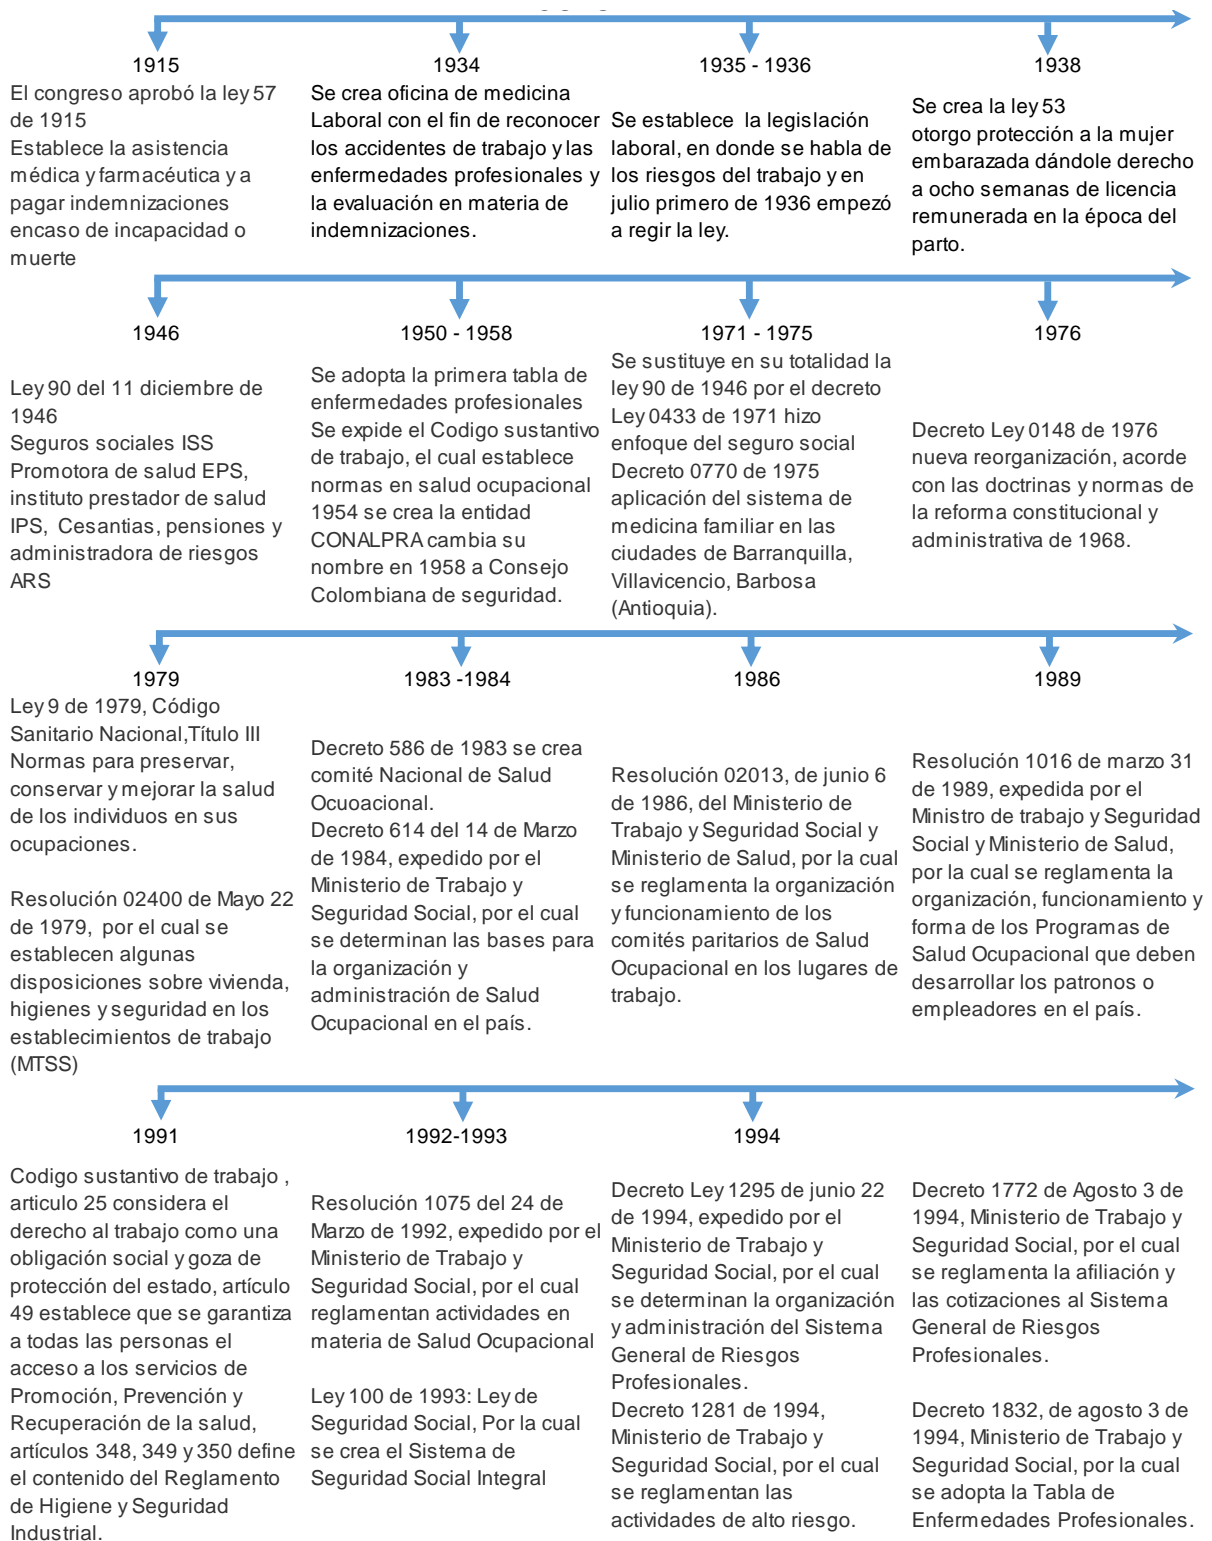 1915
El congreso aprobó la ley 57
de 1915
Establece la asistencia
médica y farmacéutica y a
pagar indemnizaciones
encaso de incapacidad o
muerte
1934
Se crea oficina de medicina
Laboral con el fin de reconocer
los accidentes de trabajo y las
enfermedades profesionales y
la evaluación en materia de
indemnizaciones.
1935 - 1936
Se establece la legislación
laboral, en donde se habla de
los riesgos del trabajo y en
julio primero de 1936 empezó
a regir la ley.
1938
Se crea la ley 53
otorgo protección a la mujer
embarazada dándole derecho
a ocho semanas de licencia
remunerada en la época del
parto.
1946
Ley 90 del 11 diciembre de
1946
Seguros sociales ISS
Promotora de salud EPS,
instituto prestador de salud
IPS, Cesantias, pensiones y
administradora de riesgos
ARS
1950 - 1958
Se adopta la primera tabla de
enfermedades profesionales
Se expide el Codigo sustantivo
de trabajo, el cual establece
normas en salud ocupacional
1954 se crea la entidad
CONALPRA cambia su
nombre en 1958 a Consejo
Colombiana de seguridad.
1971 - 1975
Se sustituye en su totalidad la
ley 90 de 1946 por el decreto
Ley 0433 de 1971 hizo
enfoque del seguro social
Decreto 0770 de 1975
aplicación del sistema de
medicina familiar en las
ciudades de Barranquilla,
Villavicencio, Barbosa
(Antioquia).
1976
Decreto Ley 0148 de 1976
nueva reorganización, acorde
con las doctrinas y normas de
la reforma constitucional y
administrativa de 1968.
1979
Ley 9 de 1979, Código
Sanitario Nacional,Título III
Normas para preservar,
conservar y mejorar la salud
de los individuos en sus
ocupaciones.
Resolución 02400 de Mayo 22
de 1979, por el cual se
establecen algunas
disposiciones sobre vivienda,
higienes y seguridad en los
establecimientos de trabajo
(MTSS)
1983 -1984
Decreto 586 de 1983 se crea
comité Nacional de Salud
Ocuoacional.
Decreto 614 del 14 de Marzo
de 1984, expedido por el
Ministerio de Trabajo y
Seguridad Social, por el cual
se determinan las bases para
la organización y
administración de Salud
Ocupacional en el país.
1986
Resolución 02013, de junio 6
de 1986, del Ministerio de
Trabajo y Seguridad Social y
Ministerio de Salud, por la cual
se reglamenta la organización
y funcionamiento de los
comités paritarios de Salud
Ocupacional en los lugares de
trabajo.
1989
Resolución 1016 de marzo 31
de 1989, expedida por el
Ministro de trabajo y Seguridad
Social y Ministerio de Salud,
por la cual se reglamenta la
organización, funcionamiento y
forma de los Programas de
Salud Ocupacional que deben
desarrollar los patronos o
empleadores en el país.
1991
Codigo sustantivo de trabajo ,
articulo 25 considera el
derecho al trabajo como una
obligación social y goza de
protección del estado, artículo
49 establece que se garantiza
a todas las personas el
acceso a los servicios de
Promoción, Prevención y
Recuperación de la salud,
artículos 348, 349 y 350 define
el contenido del Reglamento
de Higiene y Seguridad
Industrial.
1992-1993
Resolución 1075 del 24 de
Marzo de 1992, expedido por el
Ministerio de Trabajo y
Seguridad Social, por el cual
reglamentan actividades en
materia de Salud Ocupacional
Ley 100 de 1993: Ley de
Seguridad Social, Por la cual
se crea el Sistema de
Seguridad Social Integral
1994
Decreto Ley 1295 de junio 22
de 1994, expedido por el
Ministerio de Trabajo y
Seguridad Social, por el cual
se determinan la organización
y administración del Sistema
General de Riesgos
Profesionales.
Decreto 1281 de 1994,
Ministerio de Trabajo y
Seguridad Social, por el cual
se reglamentan las
actividades de alto riesgo.
Decreto 1772 de Agosto 3 de
1994, Ministerio de Trabajo y
Seguridad Social, por el cual
se reglamenta la afiliación y
las cotizaciones al Sistema
General de Riesgos
Profesionales.
Decreto 1832, de agosto 3 de
1994, Ministerio de Trabajo y
Seguridad Social, por la cual
se adopta la Tabla de
Enfermedades Profesionales.